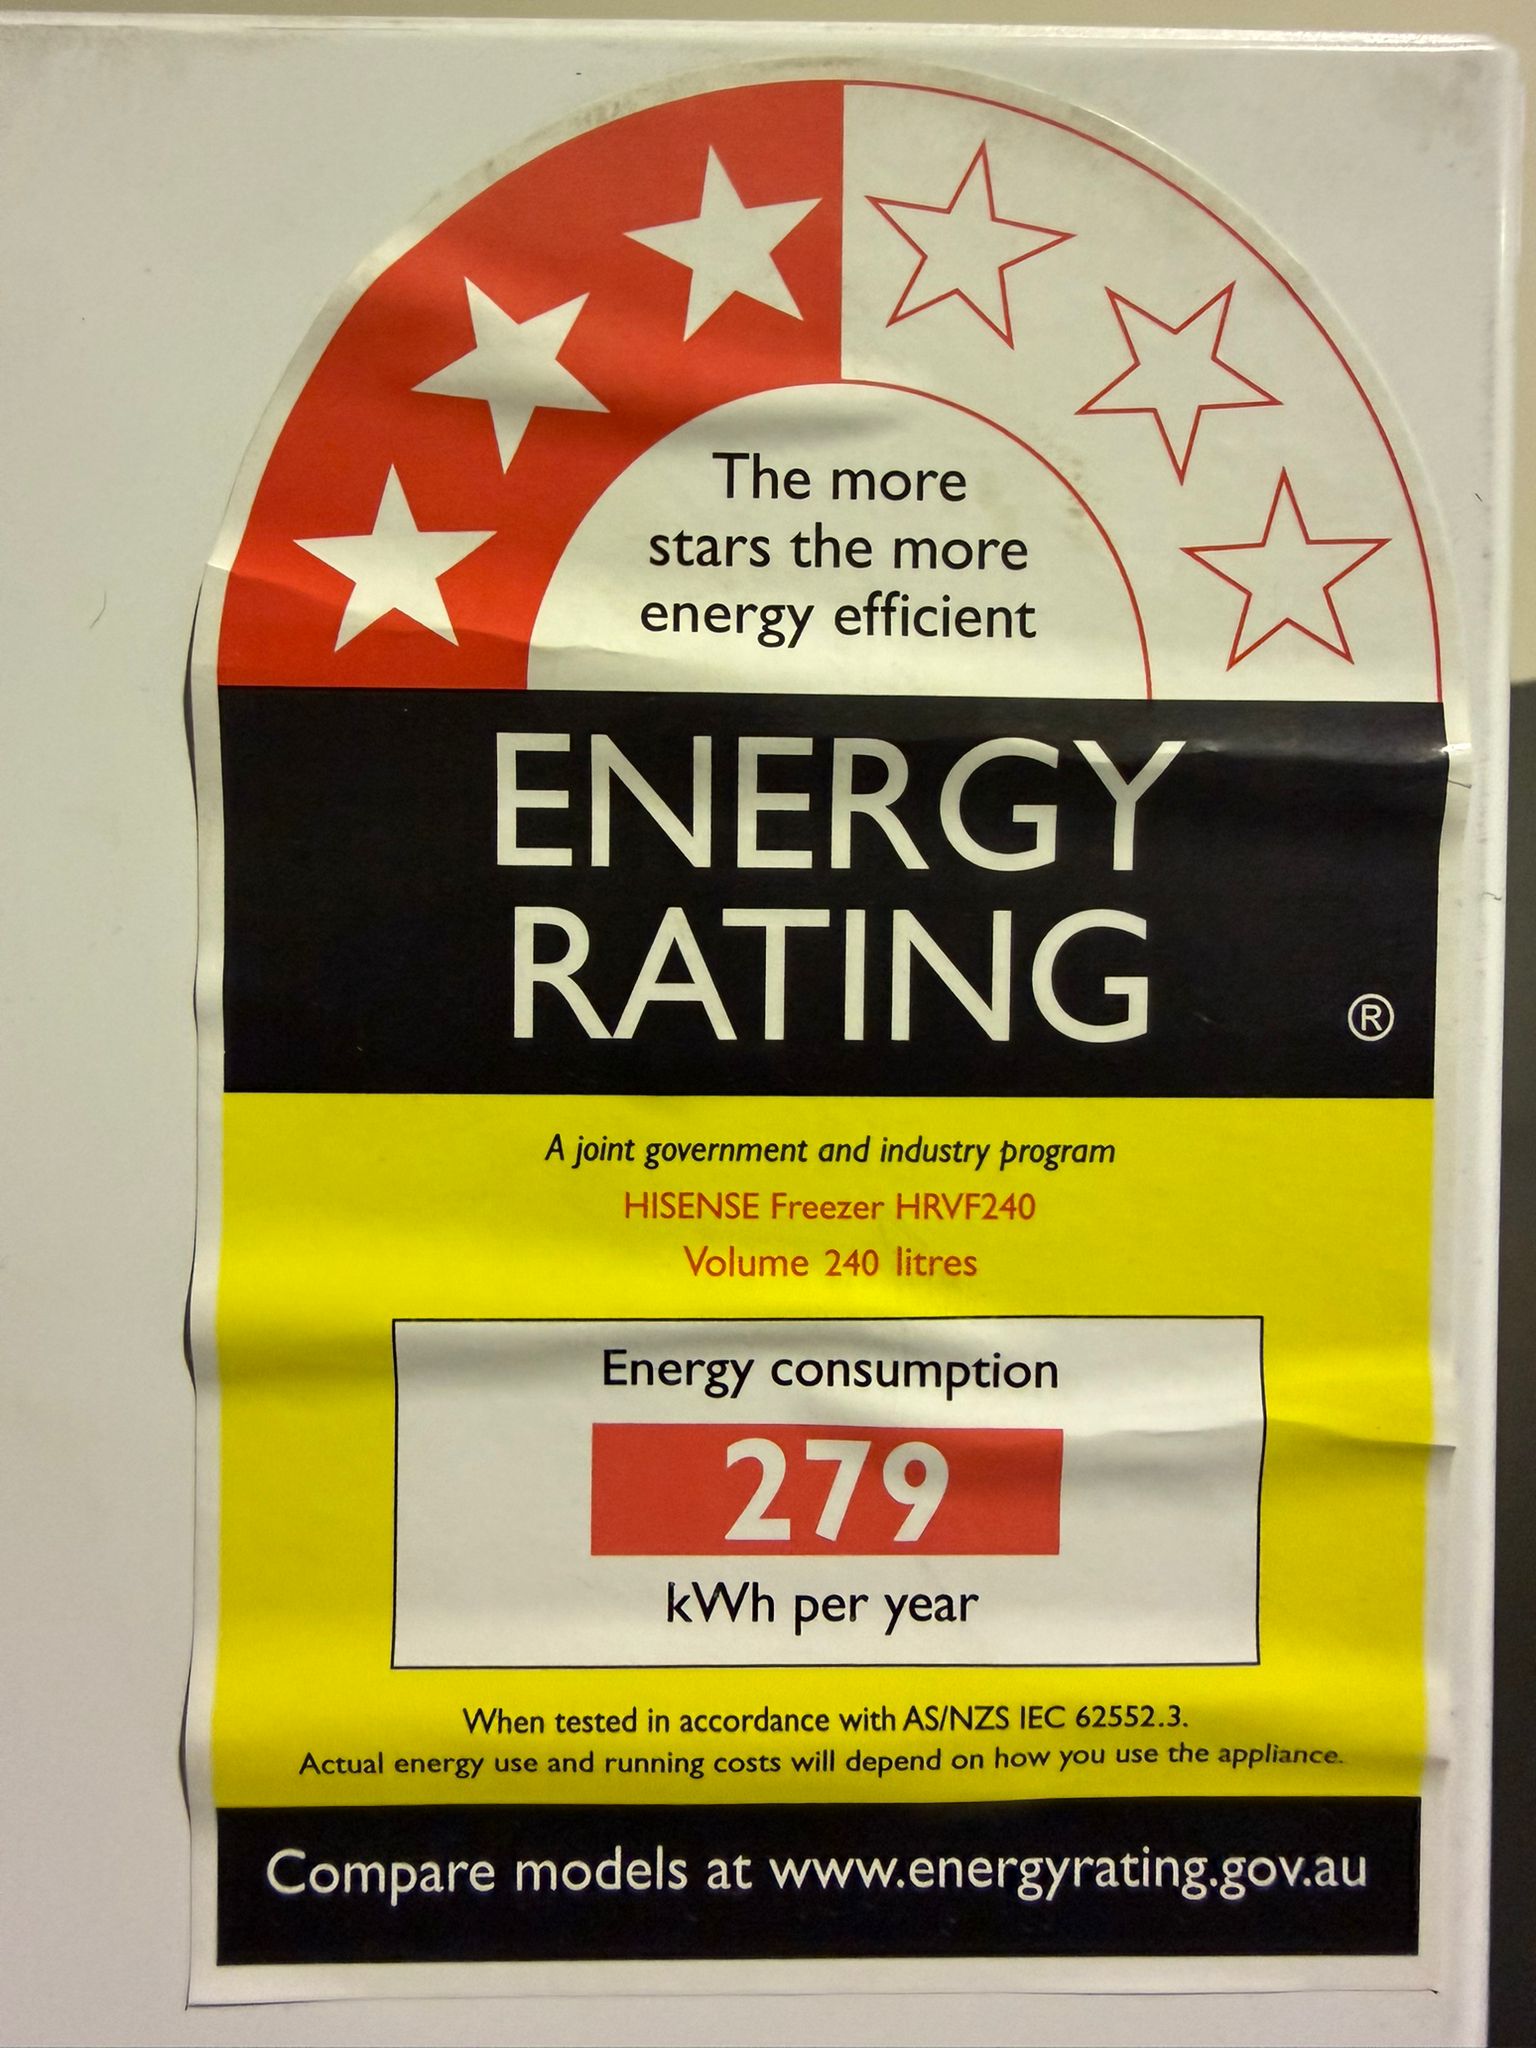 The more
stars the more
energy efficient
ENERGY
RATING
®
A joint government and industry program
HISENSE Freezer HRVF240
Volume 240 litres
Energy consumption
279
kWh per year
When tested in accordance with AS/NZS IEC 62552.3.
Actual energy use and running costs will depend on how you use the appliance.
Compare models at www.energyrating.gov.au